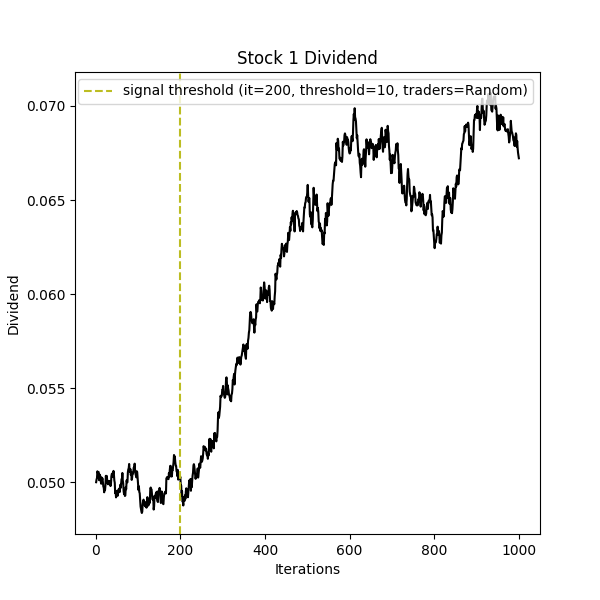 Stock 1 Dividend
signal threshold (it=200, threshold=10, traders=Random)
0.070
0.065
0.060
0.055
0.050
Dividend
0 200 400 600 800 1000
Iterations